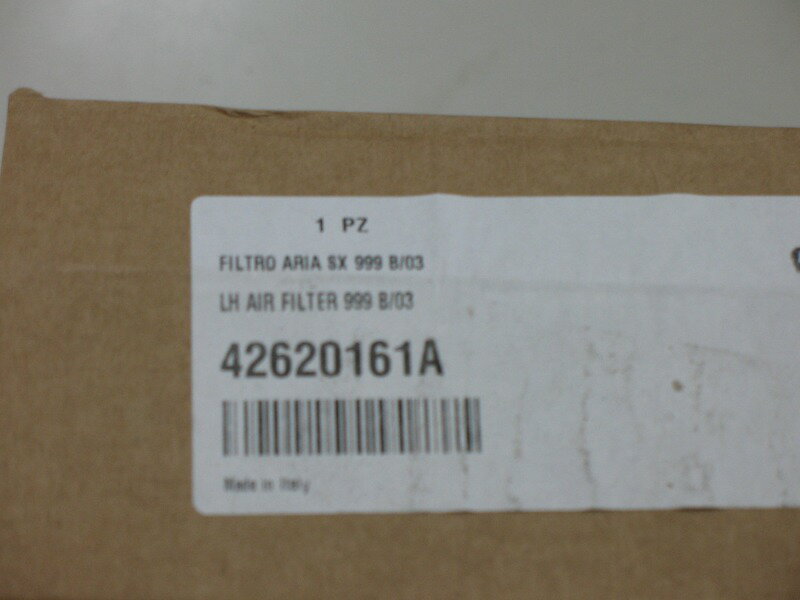 1 PZ
FILTRO ARIA SX 999 B/03
LH AIR FILTER 999 B/03
42620161A
Made in Italy